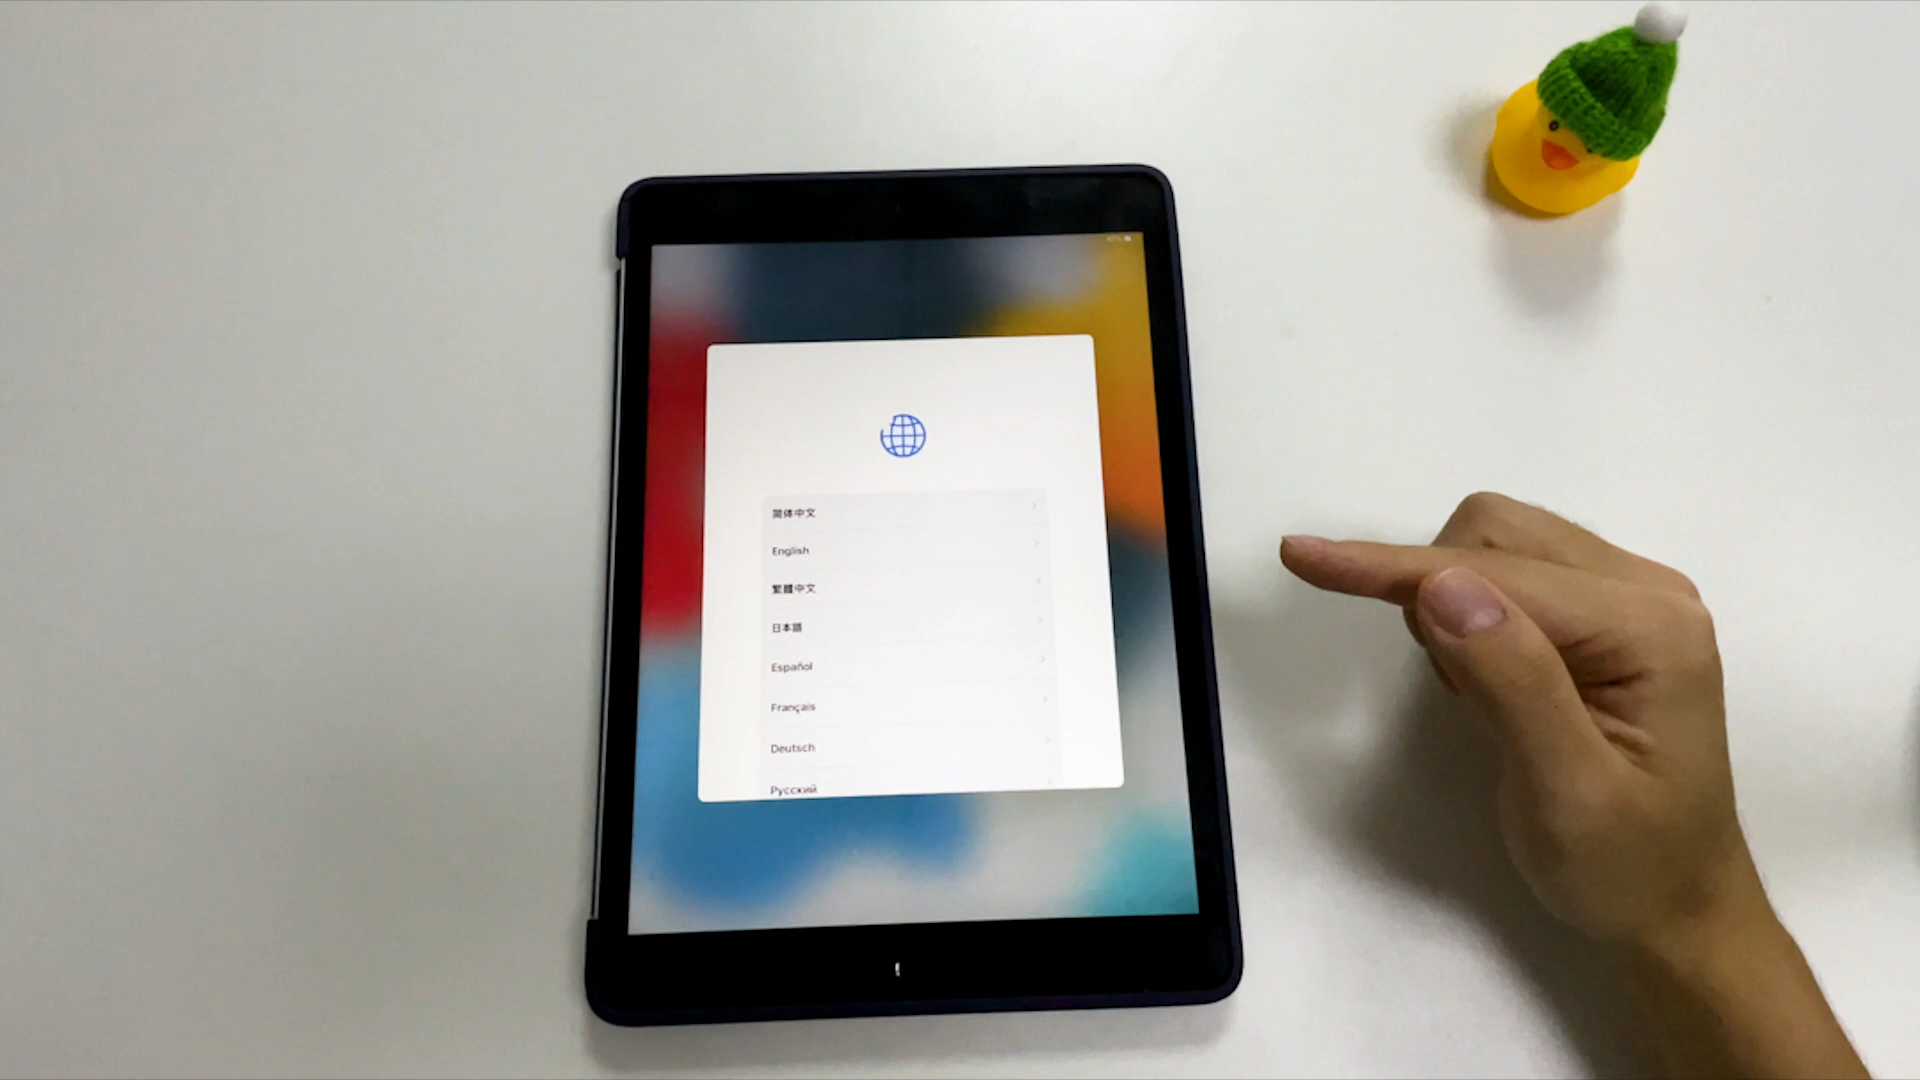 简体中文
English
繁體中文
日本語
Español
Français
Deutsch
Русский